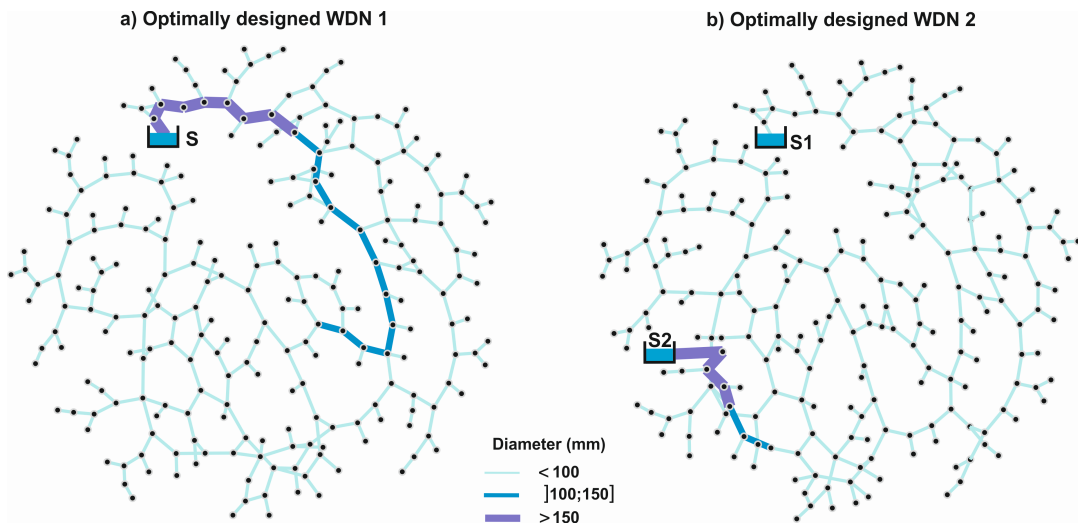 a) Optimally designed WDN 1
b) Optimally designed WDN 2
S
S1
S2
Diameter (mm)
< 100
]100;150]
> 150